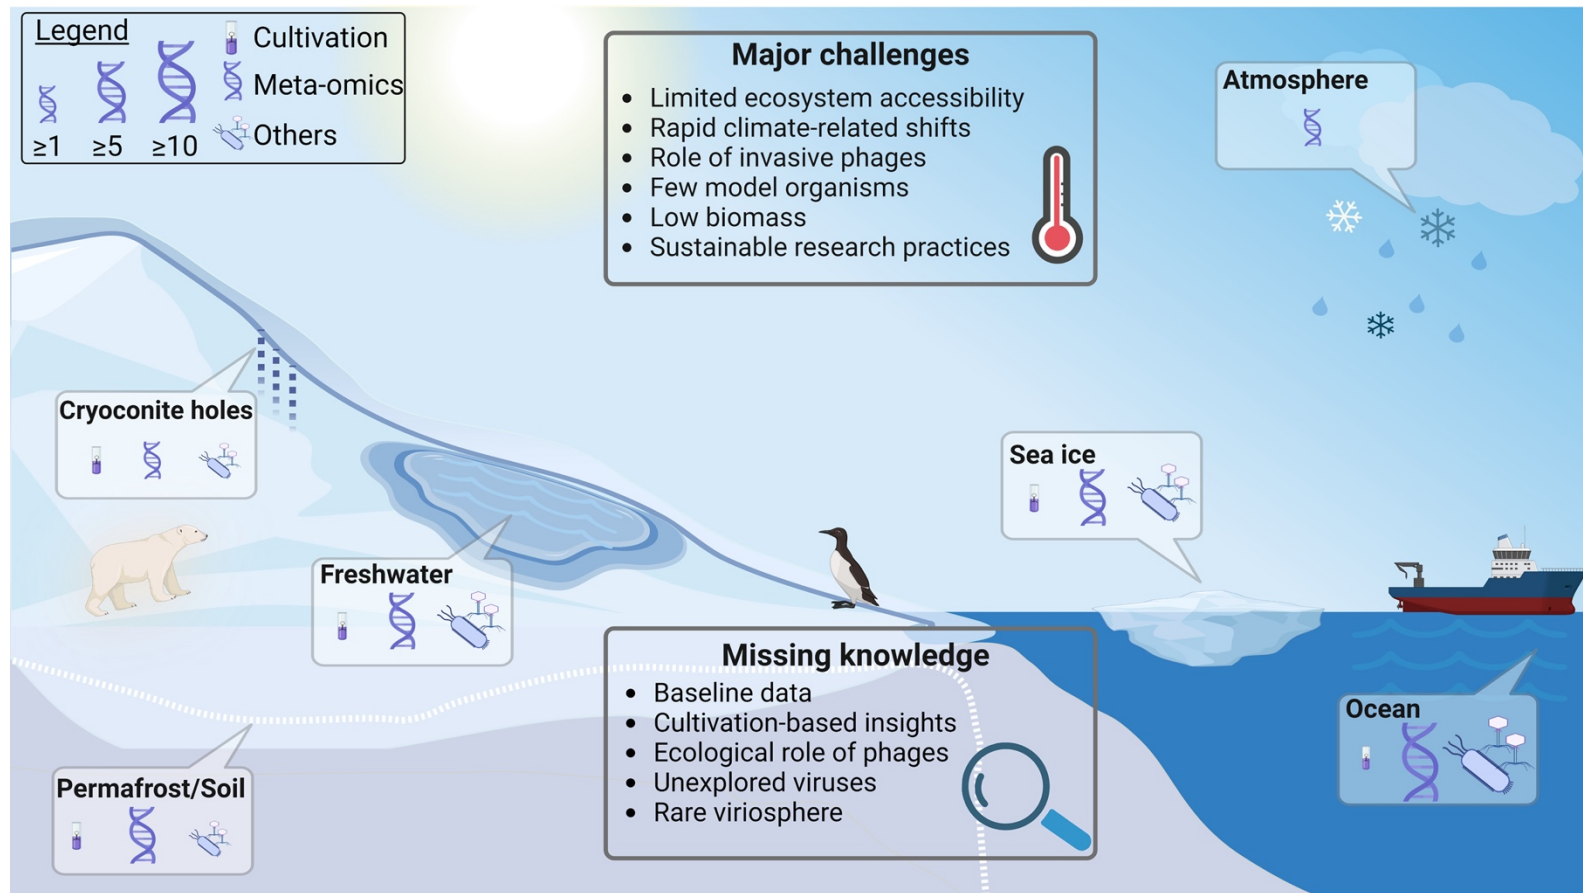 Legend
≥1
≥5
≥10
Cultivation
Meta-omics
Others
Major challenges
• Limited ecosystem accessibility
• Rapid climate-related shifts
• Role of invasive phages
• Few model organisms
• Low biomass
• Sustainable research practices
Atmosphere
Cryoconite holes
Sea ice
Freshwater
Missing knowledge
• Baseline data
• Cultivation-based insights
• Ecological role of phages
• Unexplored viruses
• Rare viriosphere
Ocean
Permafrost/Soil